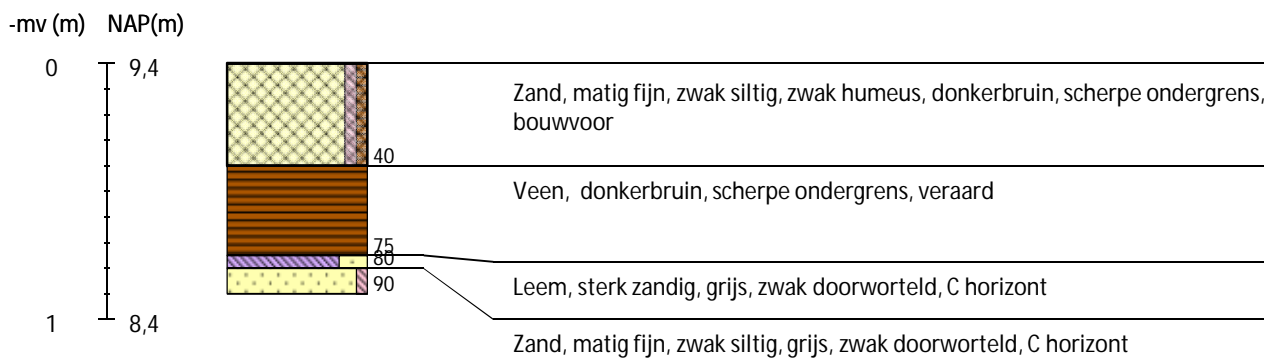 -mv (m) NAP(m)
0 9,4
Zand, matig fijn, zwak siltig, zwak humeus, donkerbruin, scherpe ondergrens,
bouwvoor
40
Veen, donkerbruin, scherpe ondergrens, veraard
75
80
90
Leem, sterk zandig, grijs, zwak doorworteld, C horizont
1 8,4
Zand, matig fijn, zwak siltig, grijs, zwak doorworteld, C horizont